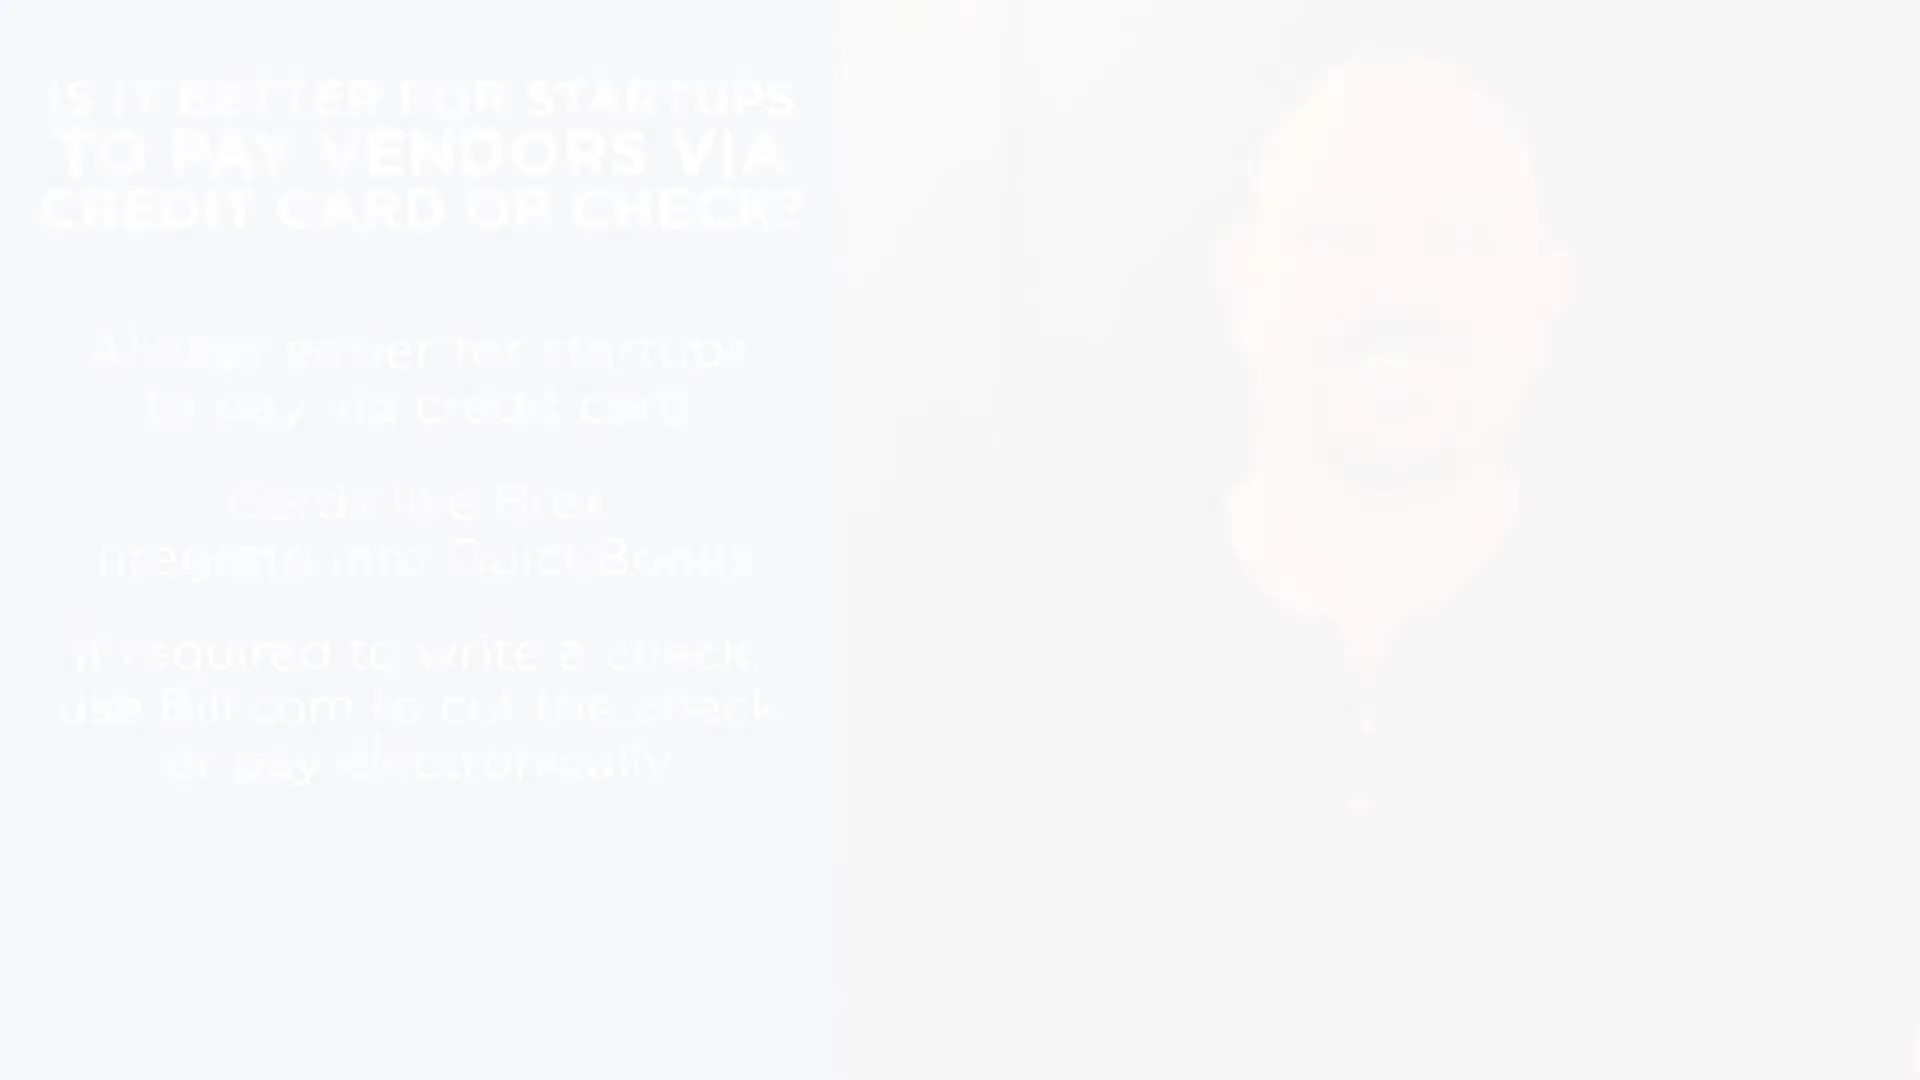 IS IT BETTER FOR STARTUPS
TO PAY VENDORS VIA
CREDIT CARD OR CHECK?
Always easier for startups
to pay via credit card
Cards like Brex
integrate into QuickBooks
If required to write a check,
use Bill.com to cut the check
or pay electronically